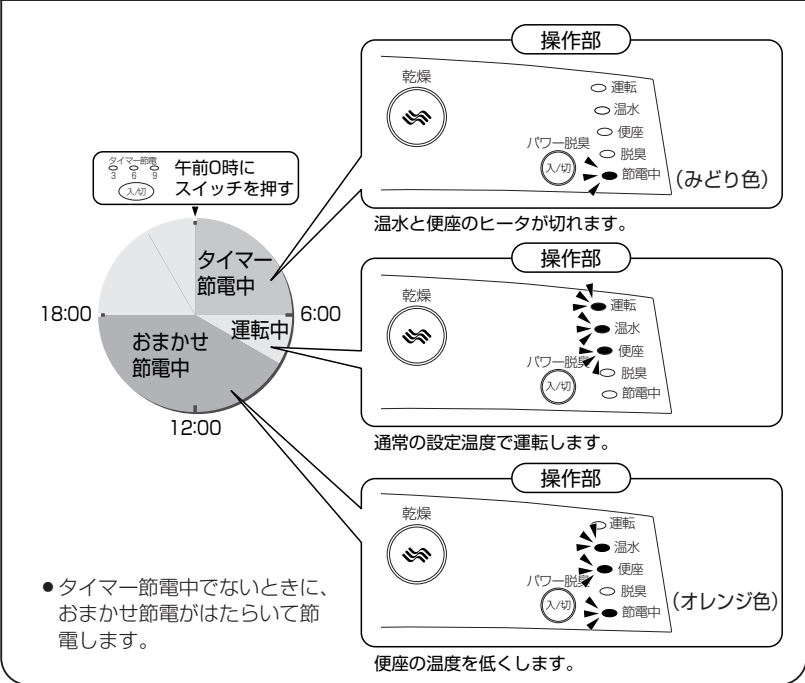 操作部
乾燥
運転
温水
便座
脱臭
節電中
パワー脱臭
入/切
(みどり色)
温水と便座のヒータが切れます。
タイマー節電
3 6 9
入/切
午前0時に
スイッチを押す
タイマー
節電中
18:00
6:00
運転中
おまかせ
節電中
12:00
操作部
乾燥
運転
温水
便座
脱臭
節電中
パワー脱臭
入/切
通常の設定温度で運転します。
操作部
乾燥
運転
温水
便座
脱臭
節電中
パワー脱臭
入/切
(オレンジ色)
便座の温度を低くします。
●タイマー節電中でないときに、
おまかせ節電がはたらいて節
電します。